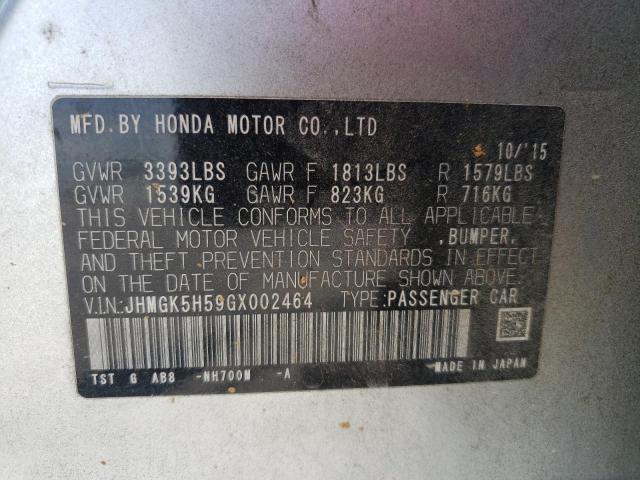 MFD. BY HONDA MOTOR CO., LTD
10/'15
GVWR 3393LBS GAWR F 1813LBS R 1579LBS
GVWR 1539KG GAWR F 823KG R 716KG
THIS VEHICLE CONFORMS TO ALL APPLICABLE
FEDERAL MOTOR VEHICLE SAFETY ,BUMPER,
AND THEFT PREVENTION STANDARDS IN EFFECT
ON THE DATE OF MANUFACTURE SHOWN ABOVE.
V.I.N.:JHMGK5H59GX002464 TYPE:PASSENGER CAR
TST G AB8 -NH700M -A
MADE IN JAPAN